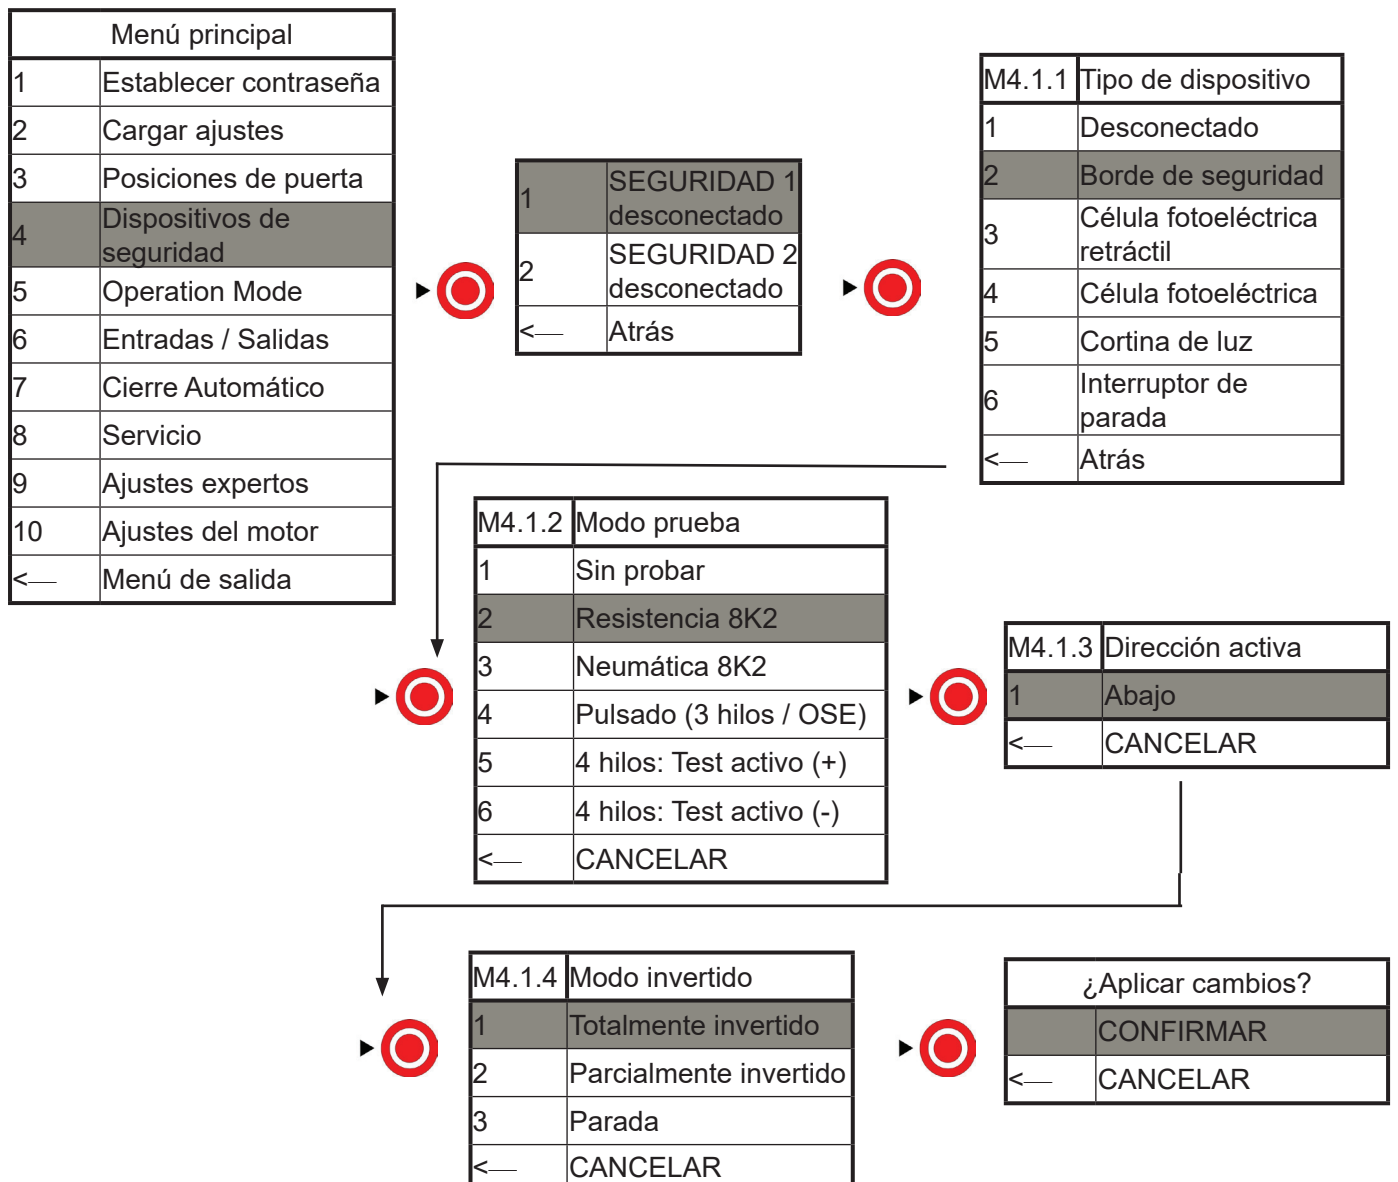 Menú principal
1 Establecer contraseña
2 Cargar ajustes
3 Posiciones de puerta
4 Dispositivos de
seguridad
5 Operation Mode
6 Entradas / Salidas
7 Cierre Automático
8 Servicio
9 Ajustes expertos
10 Ajustes del motor
<— Menú de salida
1 SEGURIDAD 1
desconectado
2 SEGURIDAD 2
desconectado
<— Atrás
M4.1.1 Tipo de dispositivo
1 Desconectado
2 Borde de seguridad
3 Célula fotoeléctrica
retráctil
4 Célula fotoeléctrica
5 Cortina de luz
6 Interruptor de
parada
<— Atrás
M4.1.2 Modo prueba
1 Sin probar
2 Resistencia 8K2
3 Neumática 8K2
4 Pulsado (3 hilos / OSE)
5 4 hilos: Test activo (+)
6 4 hilos: Test activo (-)
<— CANCELAR
M4.1.3 Dirección activa
1 Abajo
<— CANCELAR
M4.1.4 Modo invertido
1 Totalmente invertido
2 Parcialmente invertido
3 Parada
<— CANCELAR
¿Aplicar cambios?
CONFIRMAR
<— CANCELAR